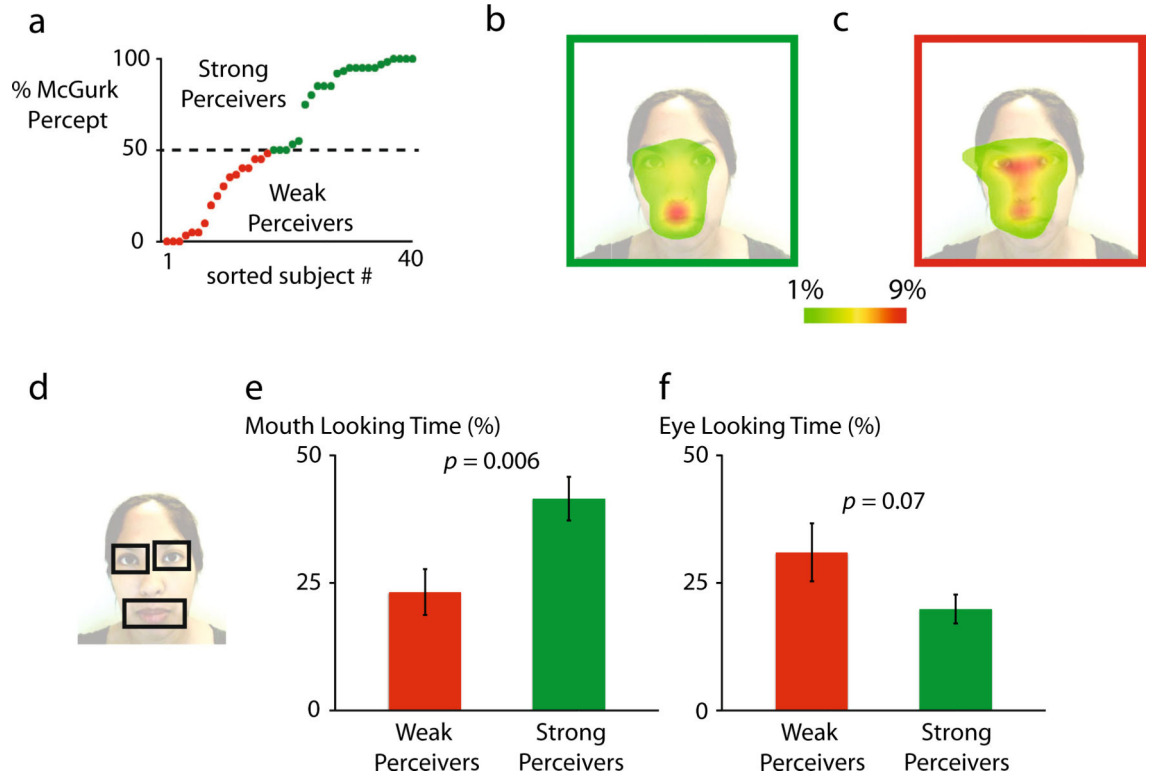 a
b
c
100
% McGurk
Percept
Strong
Perceivers
50
Weak
Perceivers
0
1
40
sorted subject #
1%
9%
d
e
f
Mouth Looking Time (%)
50
p = 0.006
25
0
Weak
Perceivers
Strong
Perceivers
Eye Looking Time (%)
50
p = 0.07
25
0
Weak
Perceivers
Strong
Perceivers